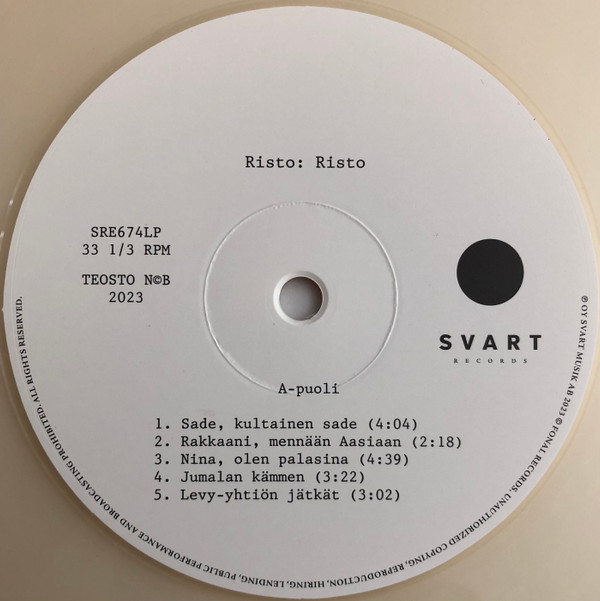 Risto: Risto
SRE674LP
33 1/3 RPM
TEOSTO N©B
2023
SVART
RECORDS
A-puoli
1. Sade, kultainen sade (4:04)
2. Rakkaani, mennään Aasiaan (2:18)
3. Nina, olen palasina (4:39)
4. Jumalan kämmen (3:22)
5. Levy-yhtiön jätkät (3:02)
℗ OY SVART MUSIK AB 2023 © FONAL RECORDS. UNAUTHORIZED COPYING, REPRODUCTION, HIRING, LENDING, PUBLIC PERFORMANCE AND BROADCASTING PROHIBITED. ALL RIGHTS RESERVED.